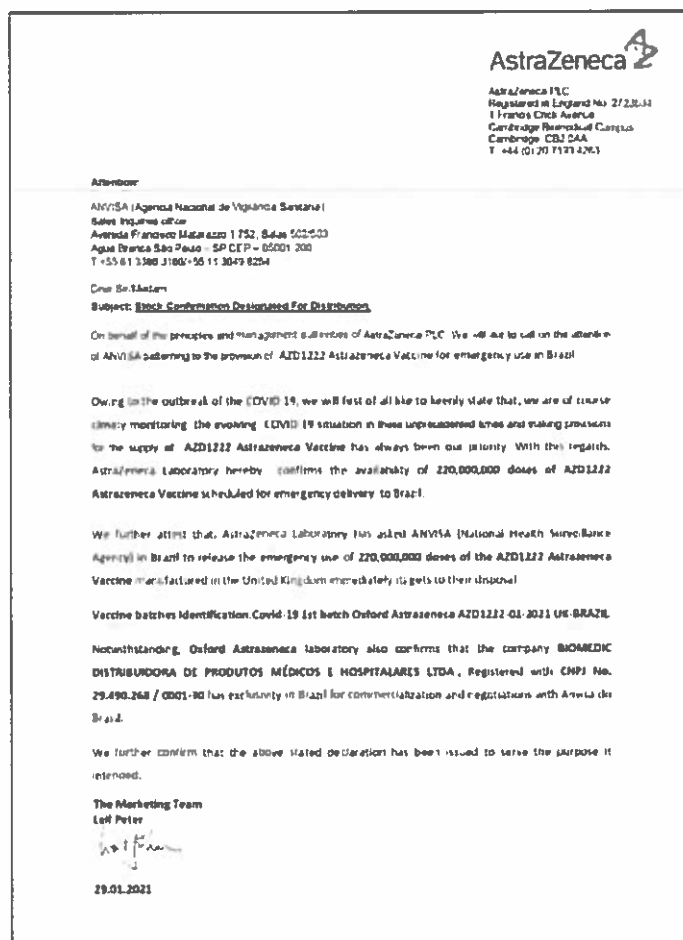 AstraZeneca
AstraZeneca PLC
Registered in England No. 2723534
1 Francis Crick Avenue
Cambridge Biomedical Campus
Cambridge CB2 0AA
Attention
ANVISA (Agencia Nacional de Vigilancia Sanitaria)
Sales Inquiries officer
Avenida Francisco Matarazzo 1.752, Salas 502/503
Agua Branca São Paulo – SP CEP – 05001-200
T +55 61 3380 3180/+55 11 3049 8254
Dear Sir/Madam
Subject: Stock Confirmation Designated For Distribution.
On behalf of the principles and management authorities of AstraZeneca PLC. We will like to call on the attention
of ANVISA patterning to the provision of AZD1222 Astrazeneca Vaccine for emergency use in Brazil
Owing to the outbreak of the COVID 19, we will first of all like to keenly state that, we are of course
closely monitoring the evolving COVID 19 situation in these unprecedented times and making provisions
for the supply of AZD1222 Astrazeneca Vaccine has always been our priority. With this regards,
AstraZeneca Laboratory hereby confirms the availability of 220,000,000 doses of AZD1222
Astrazeneca Vaccine scheduled for emergency delivery to Brazil.
We further attest that, AstraZeneca Laboratory has asked ANVISA (National Health Surveillance
Agency) in Brazil to release the emergency use of 220,000,000 doses of the AZD1222 Astrazeneca
Vaccine manufactured in the United Kingdom immediately its gets to their disposal
Vaccine batches Identification.Covid-19 1st batch Oxford Astrazeneca AZD1222-01-2021 UK-BRAZIL
Notwithstanding, Oxford Astrazeneca laboratory also confirms that the company BIOMEDIC
DISTRIBUIDORA DE PRODUTOS MÉDICOS E HOSPITALARES LTDA, Registered with CNPJ No.
29.490.268 / 0001-30 has exclusivity in Brazil for commercialization and negotiations with Anvisa do
Brazil.
We further confirm that the above stated declaration has been issued to serve the purpose it
intended.
The Marketing Team
Leif Peter
29.01.2021